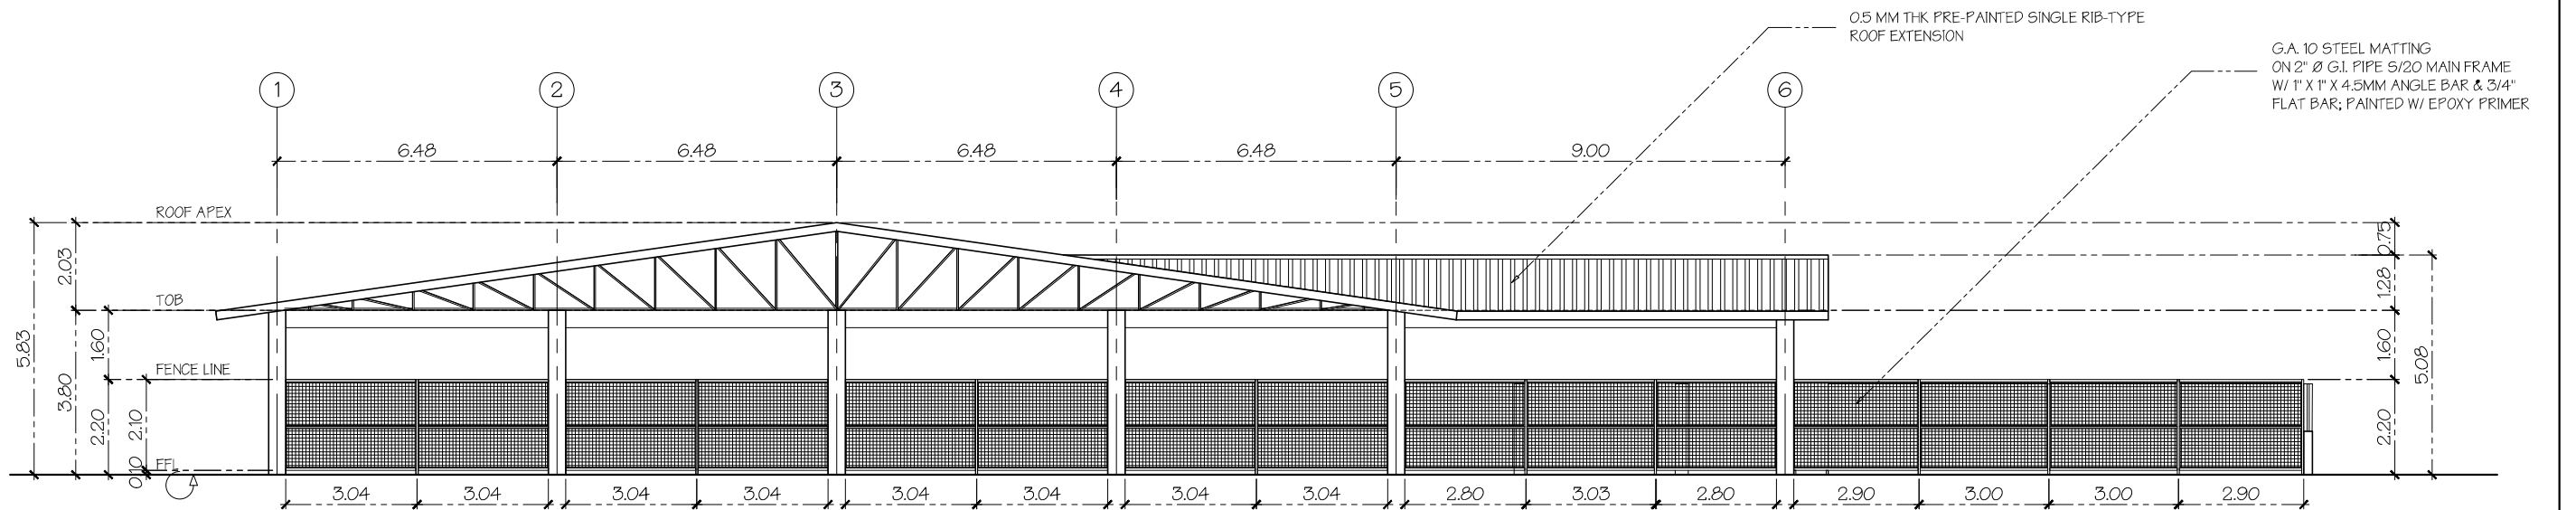 0.5 MM THK PRE-PAINTED SINGLE RIB-TYPE
ROOF EXTENSION
G.A. 10 STEEL MATTING
ON 2" Ø G.I. PIPE S/20 MAIN FRAME
W/ 1" X 1" X 4.5MM ANGLE BAR & 3/4"
FLAT BAR; PAINTED W/ EPOXY PRIMER
1 2 3 4 5 6
6.48 6.48 6.48 6.48 9.00
ROOF APEX
TOB
FENCE LINE
FFL
5.83
2.03
3.80
1.60
2.20
2.10
0.10
0.75
1.28
1.60
2.20
5.08
3.04 3.04 3.04 3.04 3.04 3.04 3.04 3.04 2.80 3.03 2.80 2.90 3.00 3.00 2.90